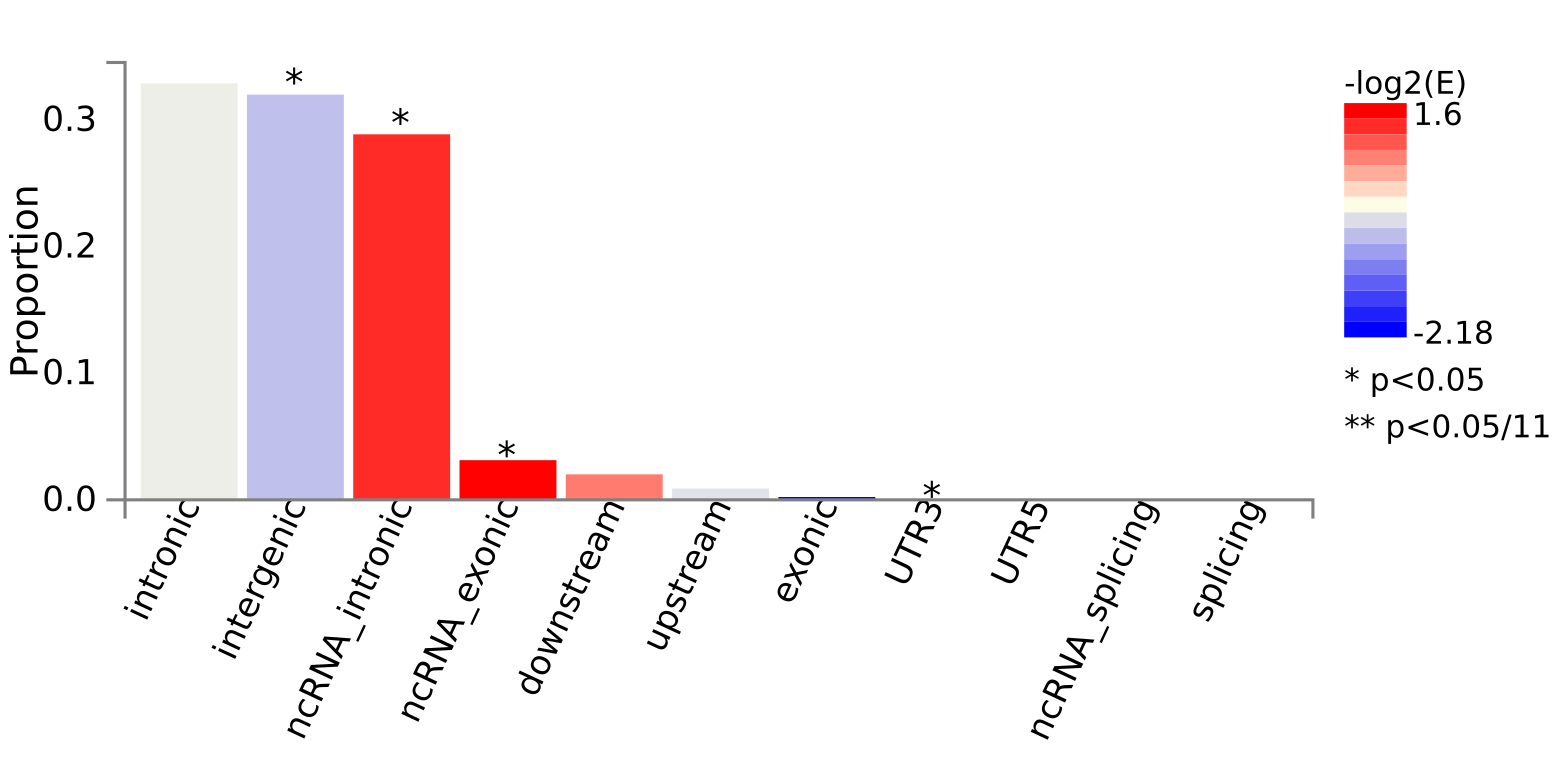 Proportion
0.3
0.2
0.1
0.0
*
*
*
*
intronic
intergenic
ncRNA_intronic
ncRNA_exonic
downstream
upstream
exonic
UTR3
UTR5
ncRNA_splicing
splicing
-log2(E)
1.6
-2.18
* p<0.05
** p<0.05/11